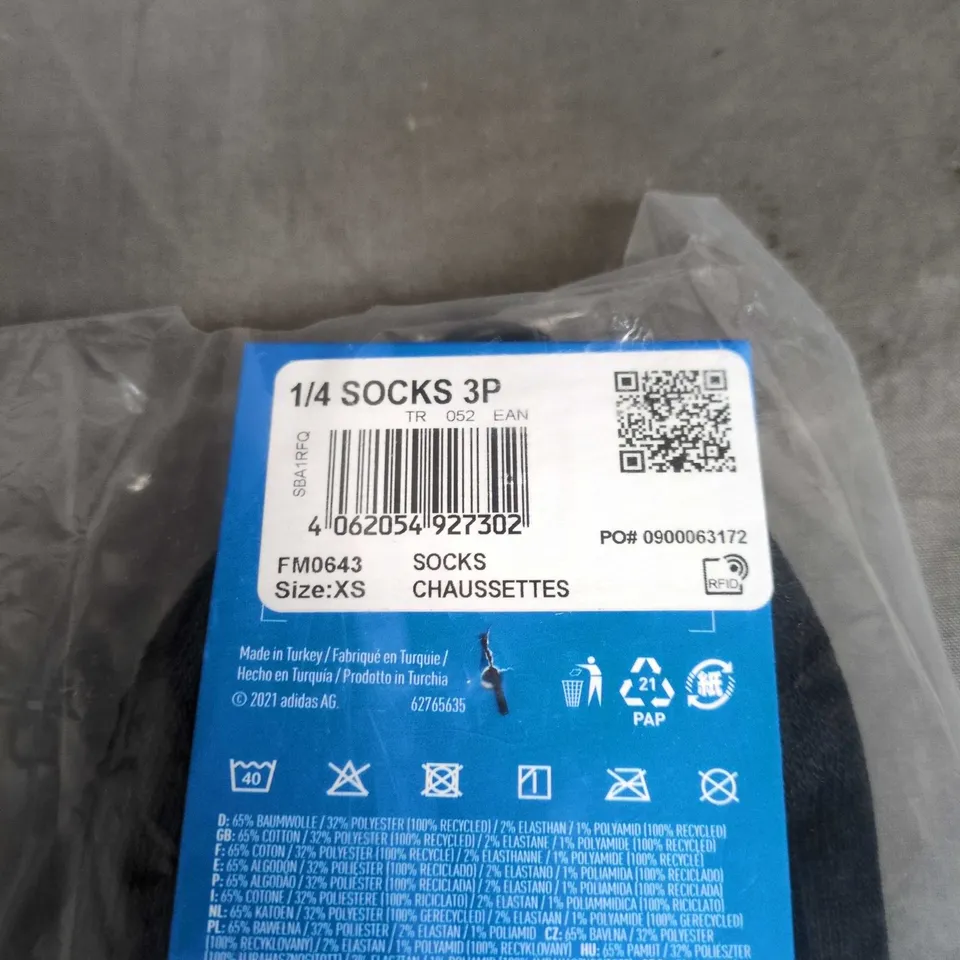 1/4 SOCKS 3P
TR 052 EAN
SBA1RFQ
4 062054 927302
PO# 0900063172
FM0643 SOCKS
Size:XS CHAUSSETTES
RFID
Made in Turkey / Fabriqué en Turquie /
Hecho en Turquía / Prodotto in Turchia
© 2021 adidas AG. 62765635
21
PAP
紙
40
D: 65% BAUMWOLLE / 32% POLYESTER (100% RECYCLED) / 2% ELASTHAN / 1% POLYAMID (100% RECYCLED)
GB: 65% COTTON / 32% POLYESTER (100% RECYCLED) / 2% ELASTANE / 1% POLYAMIDE (100% RECYCLED)
F: 65% COTON / 32% POLYESTER (100% RECYCLÉ) / 2% ELASTHANNE / 1% POLYAMIDE (100% RECYCLÉ)
E: 65% ALGODÓN / 32% POLIÉSTER (100% RECICLADO) / 2% ELASTANO / 1% POLIAMIDA (100% RECICLADO)
P: 65% ALGODÃO / 32% POLIÉSTER (100% RECICLADA) / 2% ELASTANO / 1% POLIAMIDA (100% RECICLADA)
I: 65% COTONE / 32% POLIESTERE (100% RICICLATO) / 2% ELASTAN / 1% POLIAMMIDICA (100% RICICLATO)
NL: 65% KATOEN / 32% POLYESTER (100% GERECYCLED) / 2% ELASTAAN / 1% POLYAMIDE (100% GERECYCLED)
PL: 65% BAWEŁNA / 32% POLIESTER / 2% ELASTAN / 1% POLIAMID CZ: 65% BAVLNA / 32% POLYESTER
(100% RECYKLOVANÝ) / 2% ELASTAN / 1% POLYAMID (100% RECYKLOVANÝ) HU: 65% PAMUT / 32% POLIÉSZTER